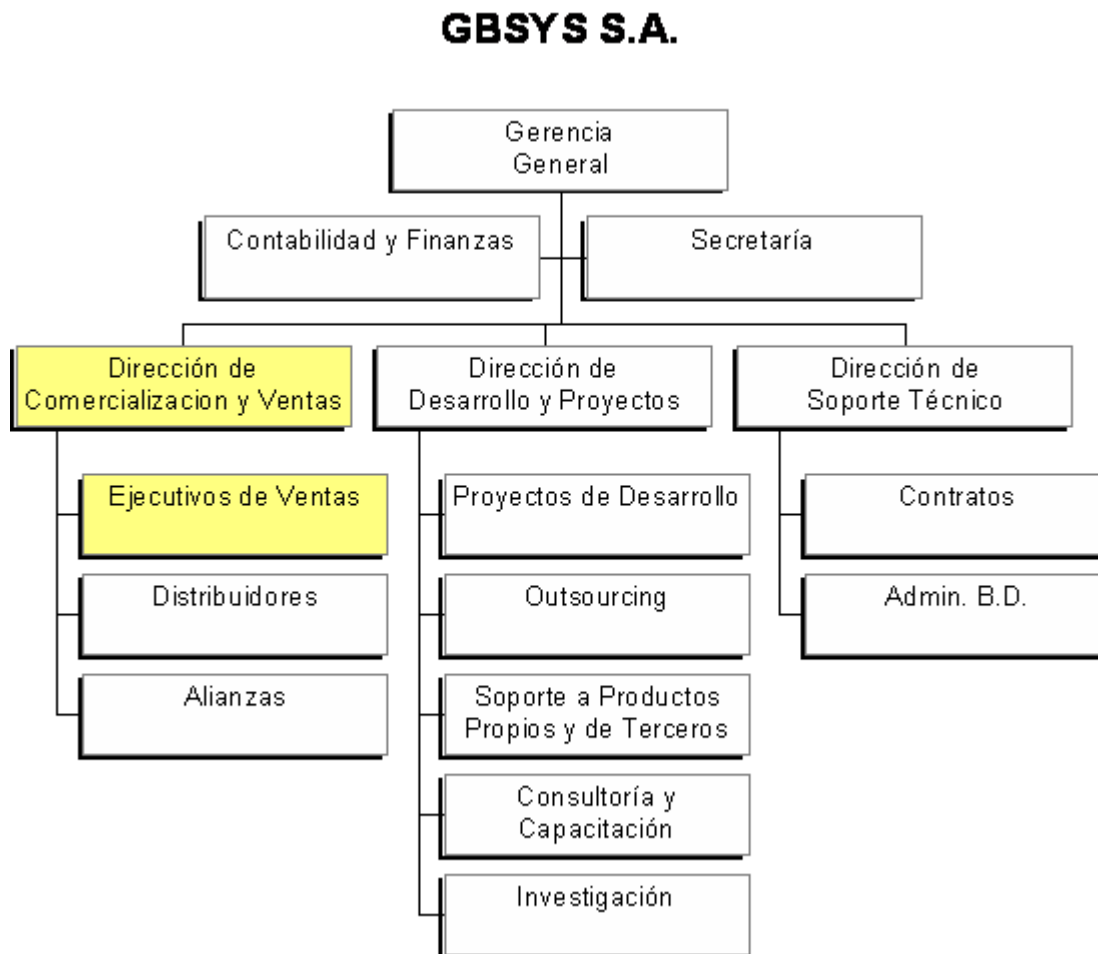 GBSYS S.A.
Gerencia
General
Contabilidad y Finanzas
Secretaría
Dirección de
Comercializacion y Ventas
Dirección de
Desarrollo y Proyectos
Dirección de
Soporte Técnico
Ejecutivos de Ventas
Proyectos de Desarrollo
Contratos
Distribuidores
Outsourcing
Admin. B.D.
Alianzas
Soporte a Productos
Propios y de Terceros
Consultoría y
Capacitación
Investigación